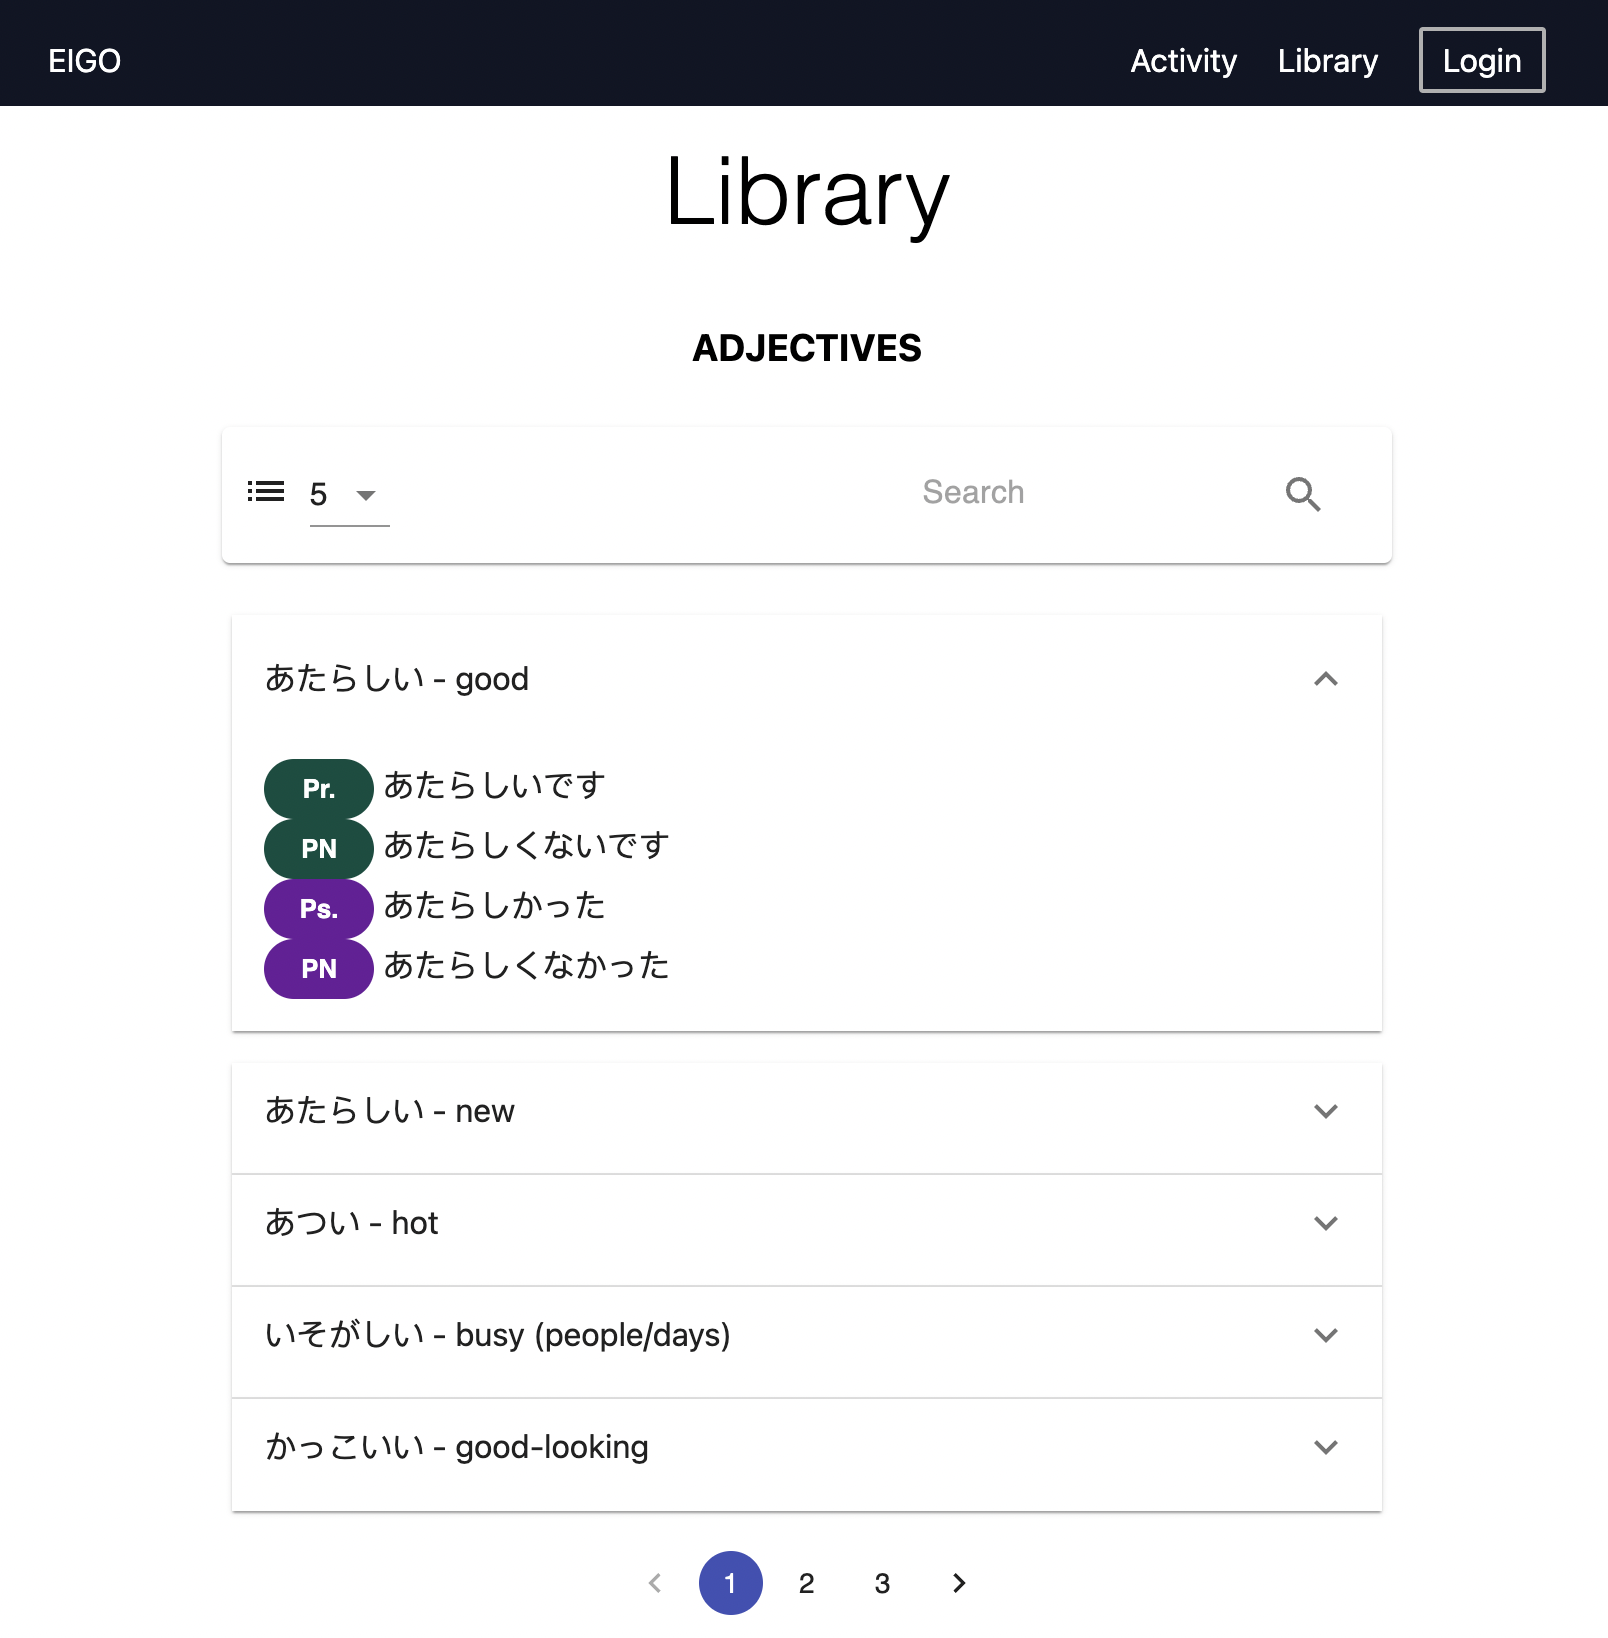 EIGO
Activity Library Login
Library
ADJECTIVES
5 Search
あたらしい - good
Pr. あたらしいです
PN あたらしくないです
Ps. あたらしかった
PN あたらしくなかった
あたらしい - new
あつい - hot
いそがしい - busy (people/days)
かっこいい - good-looking
1 2 3